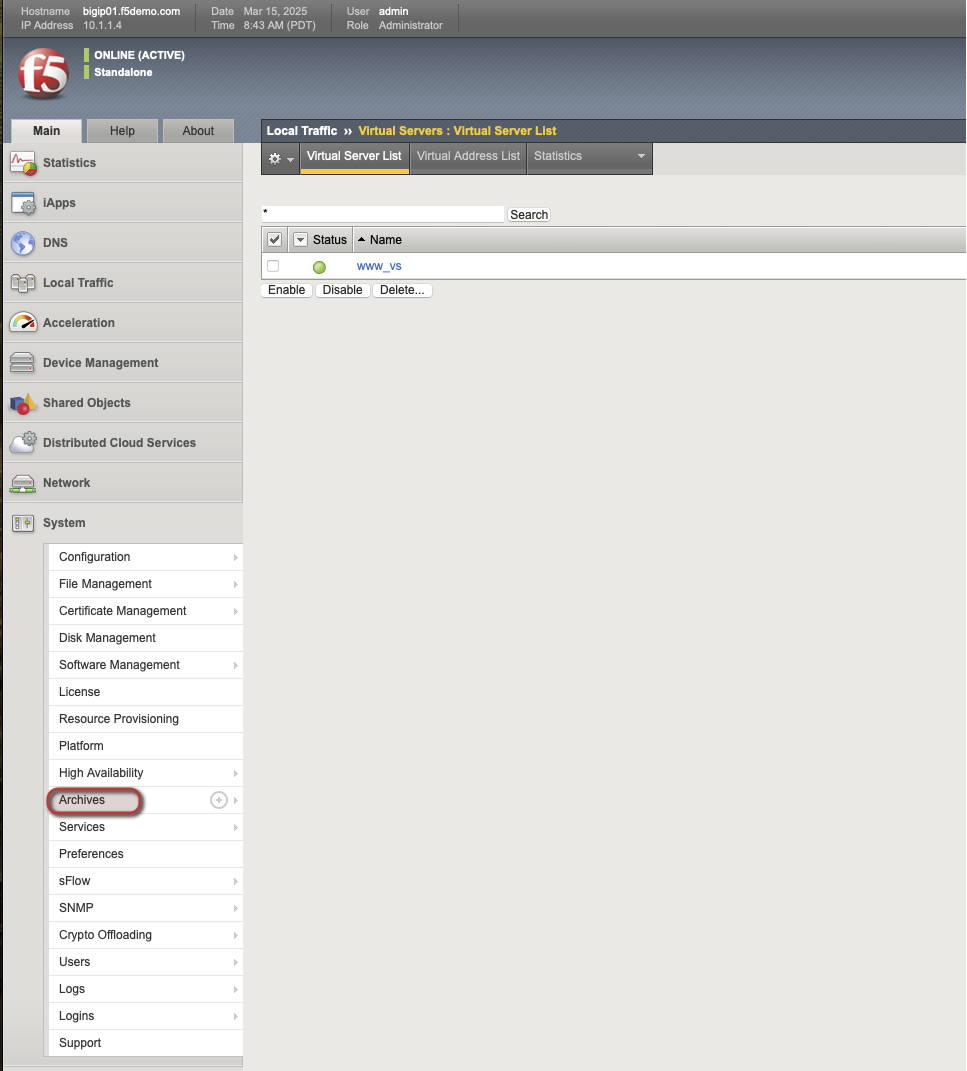 Hostname bigip01.f5demo.com Date Mar 15, 2025 User admin
IP Address 10.1.1.4 Time 8:43 AM (PDT) Role Administrator
f5
ONLINE (ACTIVE)
Standalone
Main Help About
Local Traffic ›› Virtual Servers : Virtual Server List
Virtual Server List Virtual Address List Statistics
Statistics
iApps
DNS
Local Traffic
Acceleration
Device Management
Shared Objects
Distributed Cloud Services
Network
System
Configuration
File Management
Certificate Management
Disk Management
Software Management
License
Resource Provisioning
Platform
High Availability
Archives
Services
Preferences
sFlow
SNMP
Crypto Offloading
Users
Logs
Logins
Support
* Search
Status Name
www_vs
Enable Disable Delete...